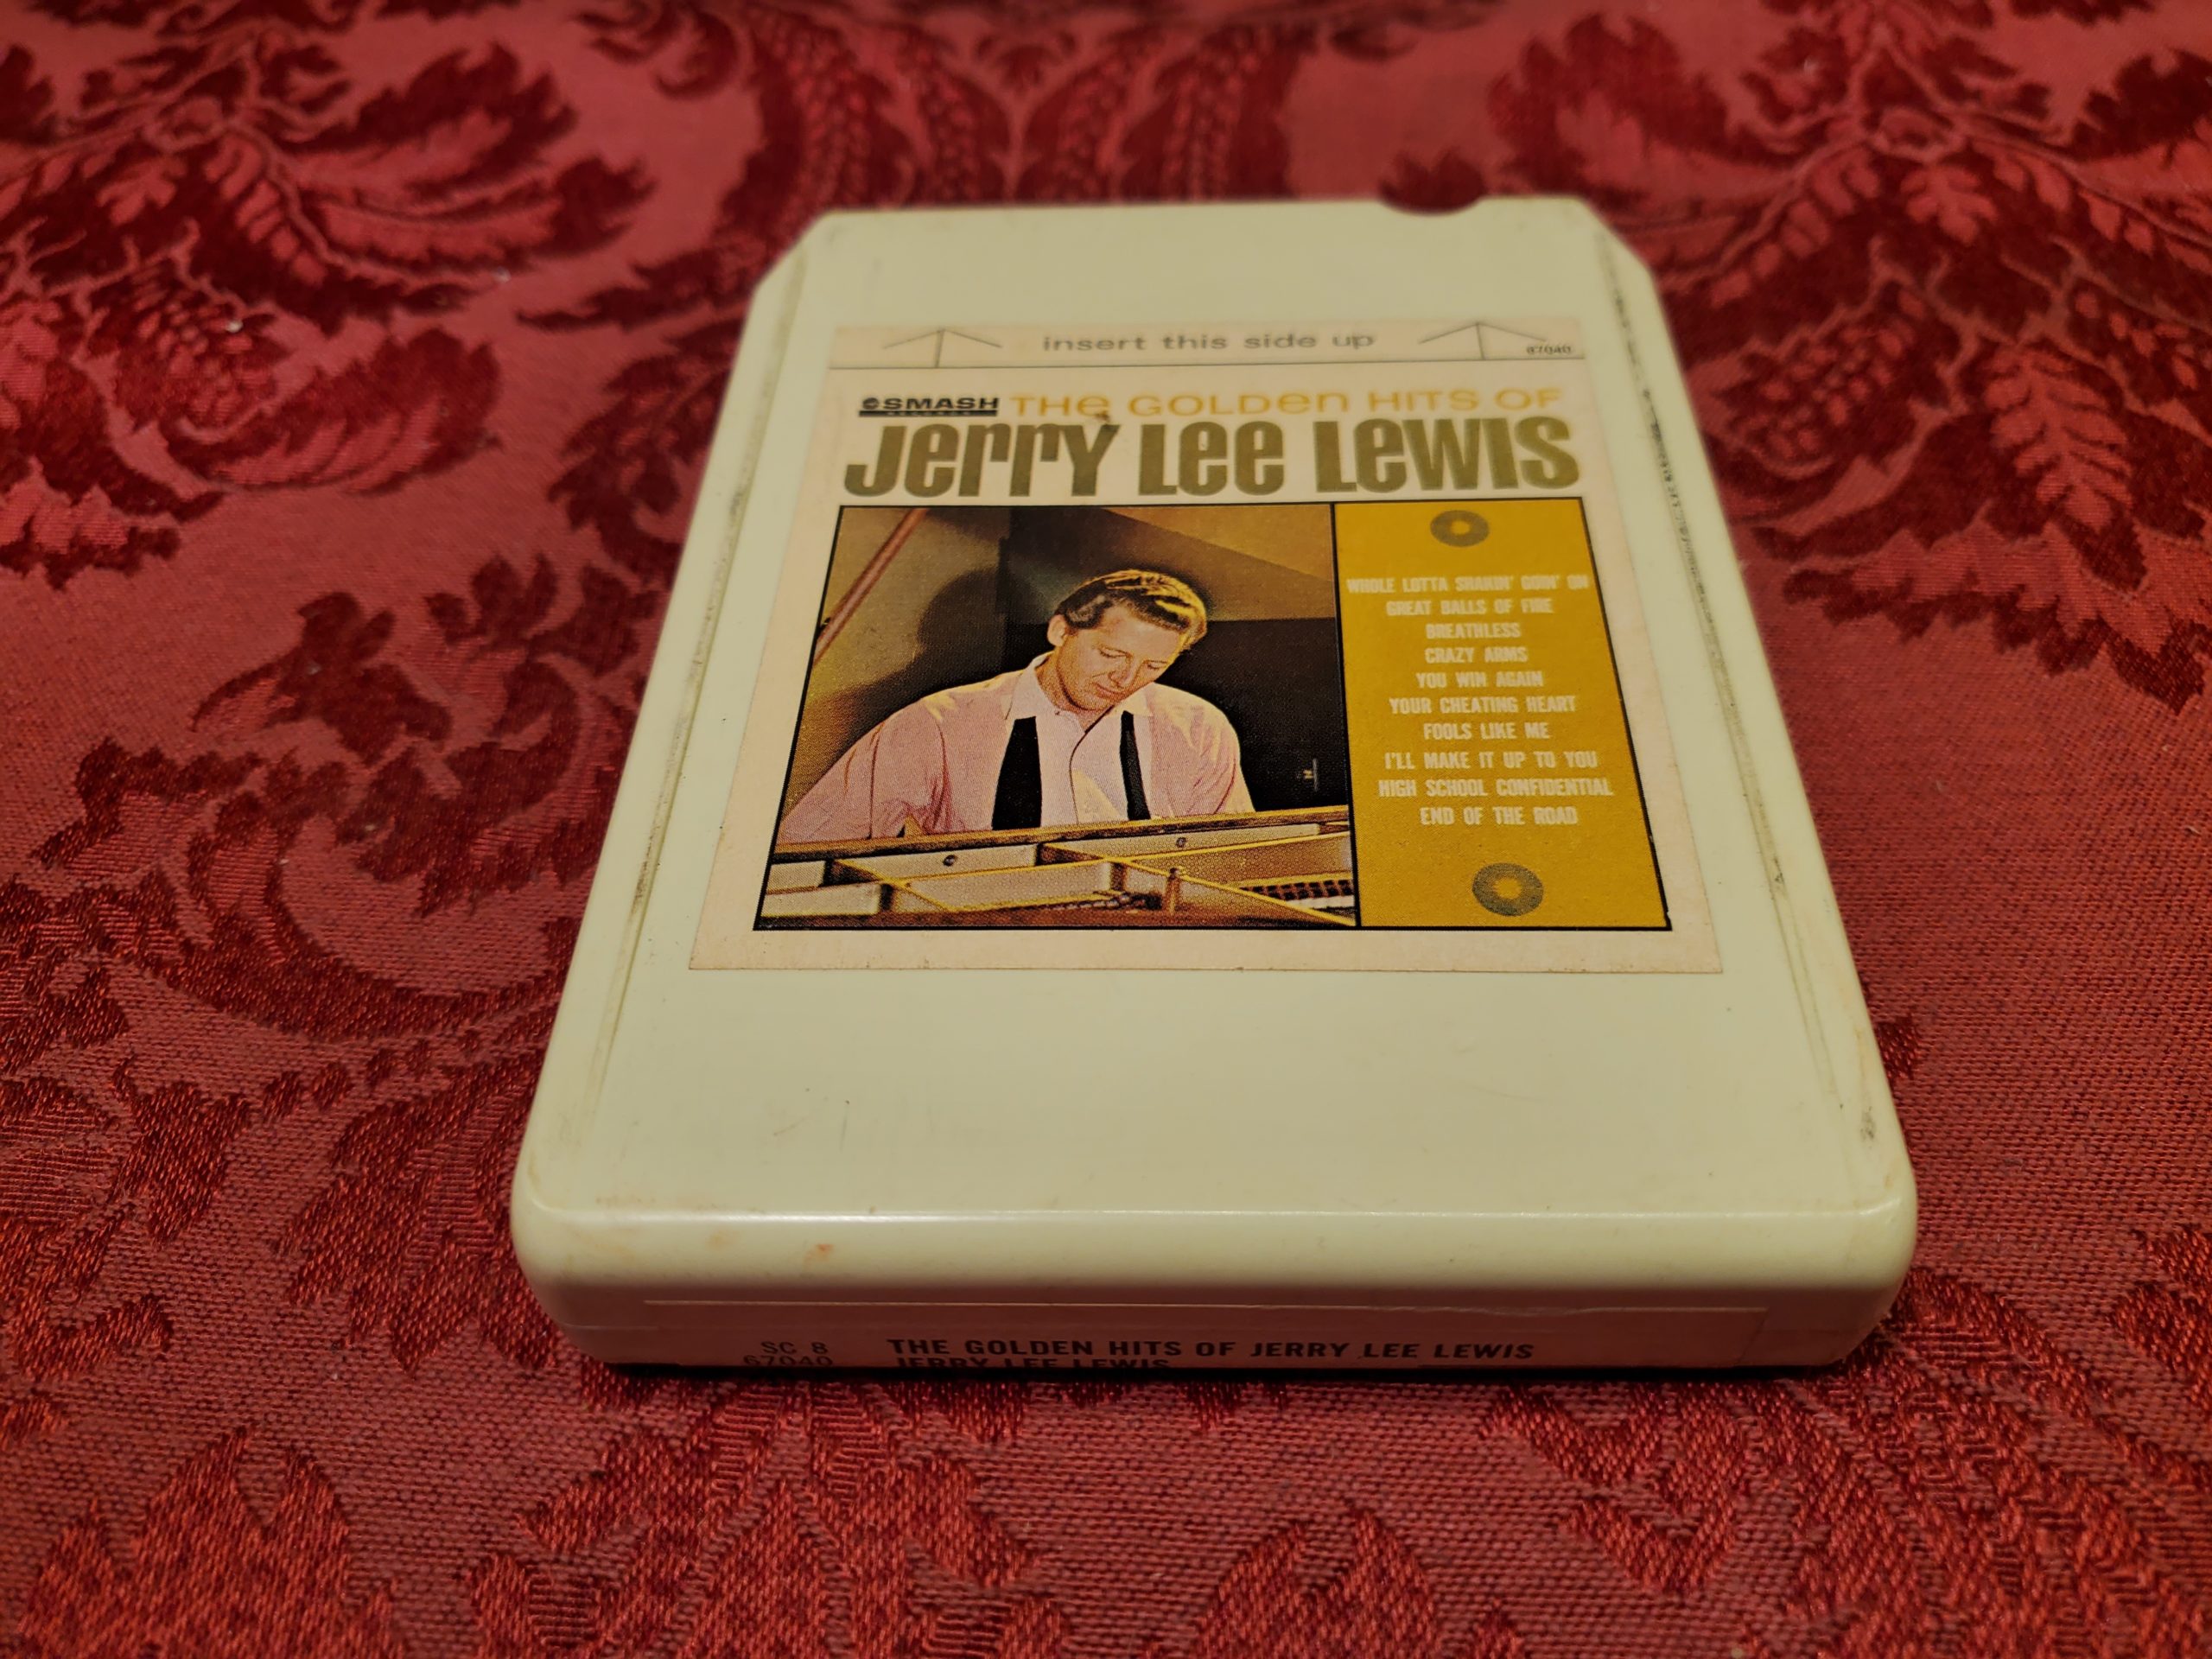 insert this side up
67040
SMASH
THE GOLDEN HITS OF
JERRY LEE LEWIS
WHOLE LOTTA SHAKIN' GOIN' ON
GREAT BALLS OF FIRE
BREATHLESS
CRAZY ARMS
YOU WIN AGAIN
YOUR CHEATING HEART
FOOLS LIKE ME
I'LL MAKE IT UP TO YOU
HIGH SCHOOL CONFIDENTIAL
END OF THE ROAD
SC 8
THE GOLDEN HITS OF JERRY LEE LEWIS
67040
JERRY LEE LEWIS